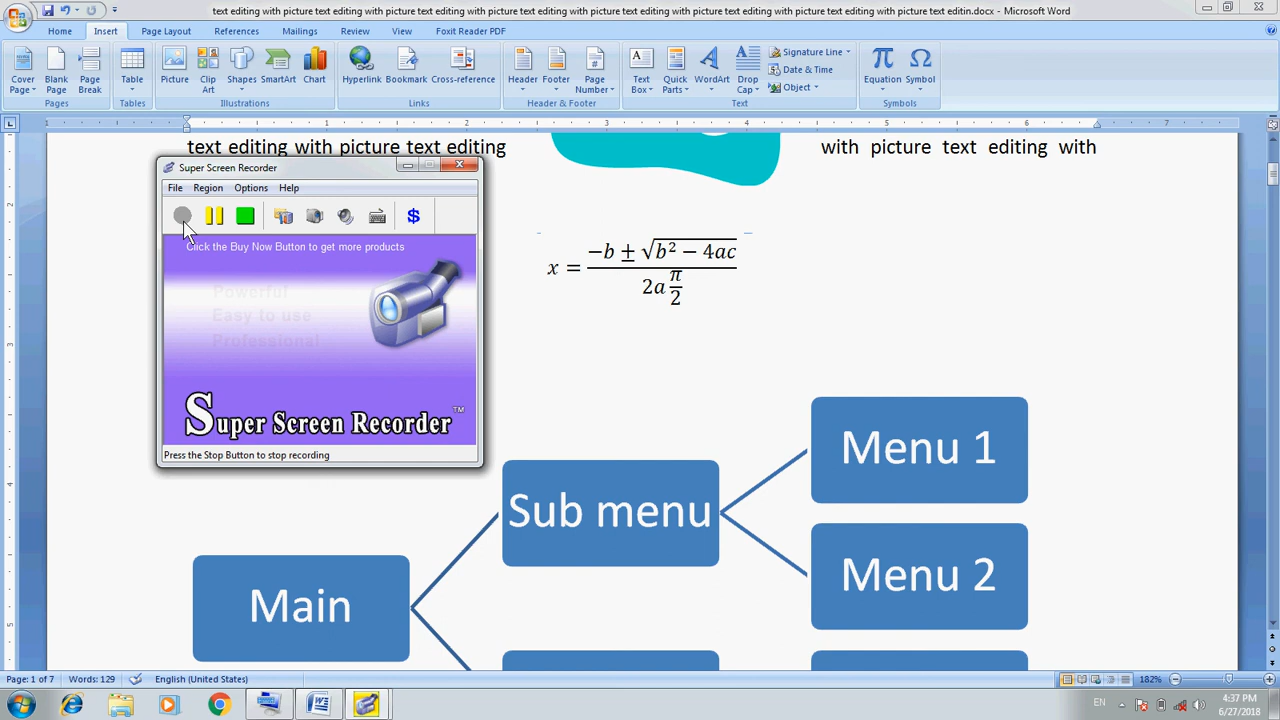 text editing with picture text editing with picture text editing with picture text editing with picture text editing with picture text editing with picture text editin.docx - Microsoft Word
Home Insert Page Layout References Mailings Review View Foxit Reader PDF
Cover Page Blank Page Page Break Table Picture Clip Art Shapes SmartArt Chart Hyperlink Bookmark Cross-reference Header Footer Page Number Text Box Quick Parts WordArt Drop Cap Signature Line Date & Time Object Equation Symbol
Pages Tables Illustrations Links Header & Footer Text Symbols
1 2 3 4 5 6 7
text editing with picture text editing
with picture text editing with
Super Screen Recorder
File Region Options Help
Click the Buy Now Button to get more products
Powerful
Easy to use
Professional
Super Screen Recorder™
Press the Stop Button to stop recording
x = −b ± √b² − 4ac
2a π
2
Menu 1
Sub menu
Menu 2
Main
Page: 1 of 7 Words: 129 English (United States) 182%
EN 4:37 PM
6/27/2018